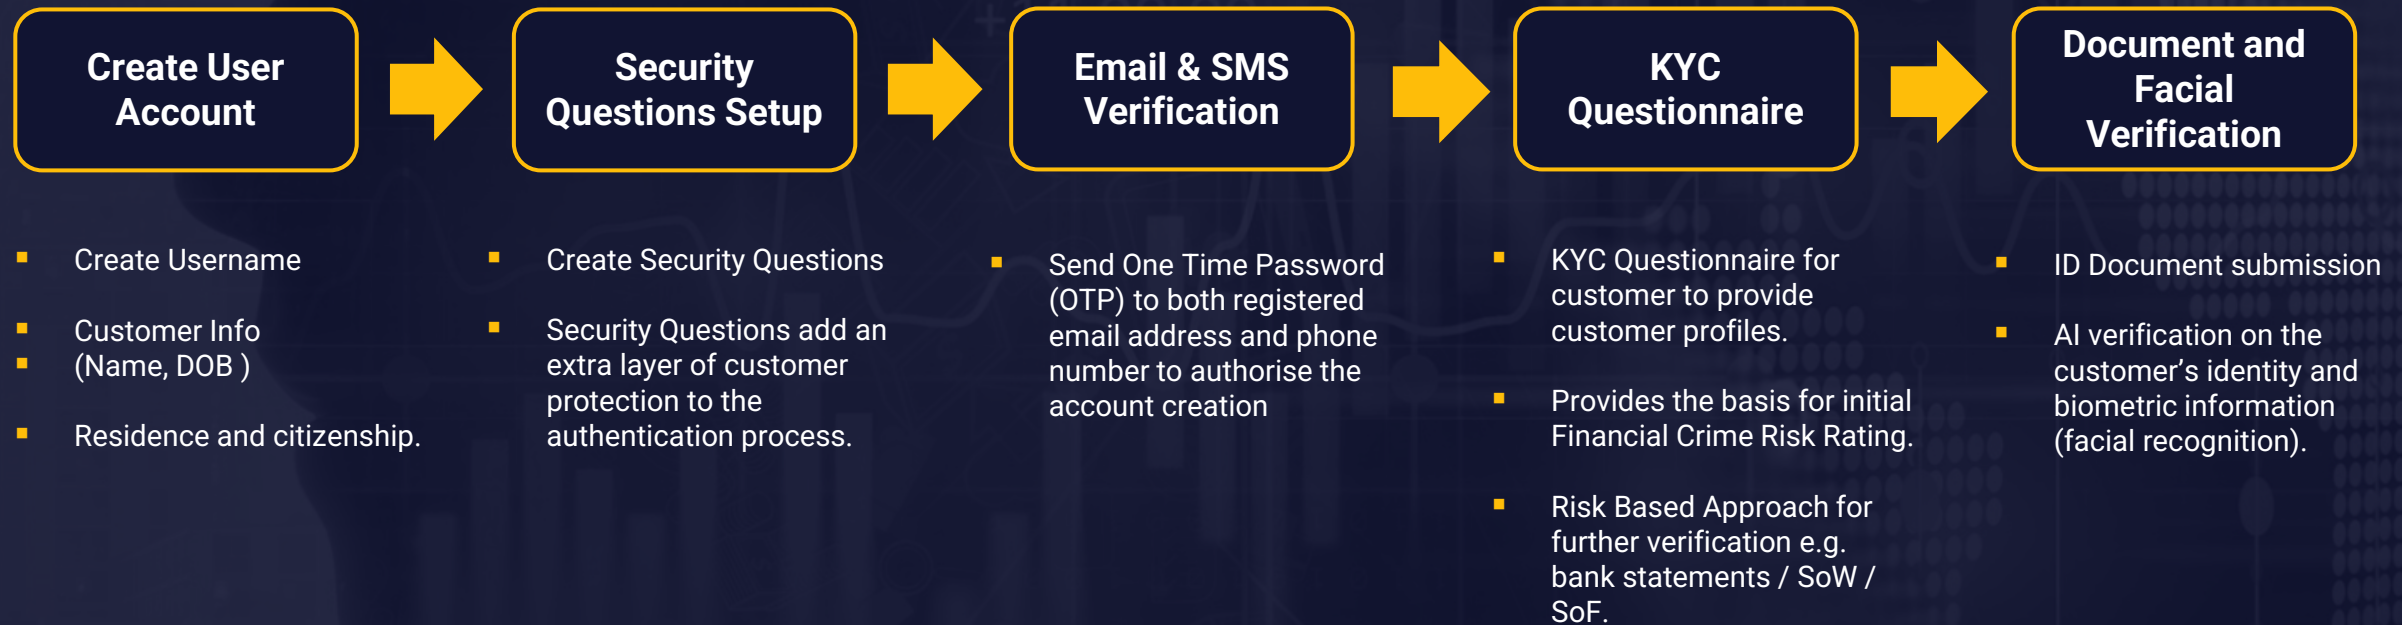 Create User
Account
Security
Questions Setup
Email & SMS
Verification
KYC
Questionnaire
Document and
Facial
Verification
Create Username
Customer Info
(Name, DOB )
Residence and citizenship.
Create Security Questions
Security Questions add an
extra layer of customer
protection to the
authentication process.
Send One Time Password
(OTP) to both registered
email address and phone
number to authorise the
account creation
KYC Questionnaire for
customer to provide
customer profiles.
Provides the basis for initial
Financial Crime Risk Rating.
Risk Based Approach for
further verification e.g.
bank statements / SoW /
SoF.
ID Document submission
AI verification on the
customer’s identity and
biometric information
(facial recognition).